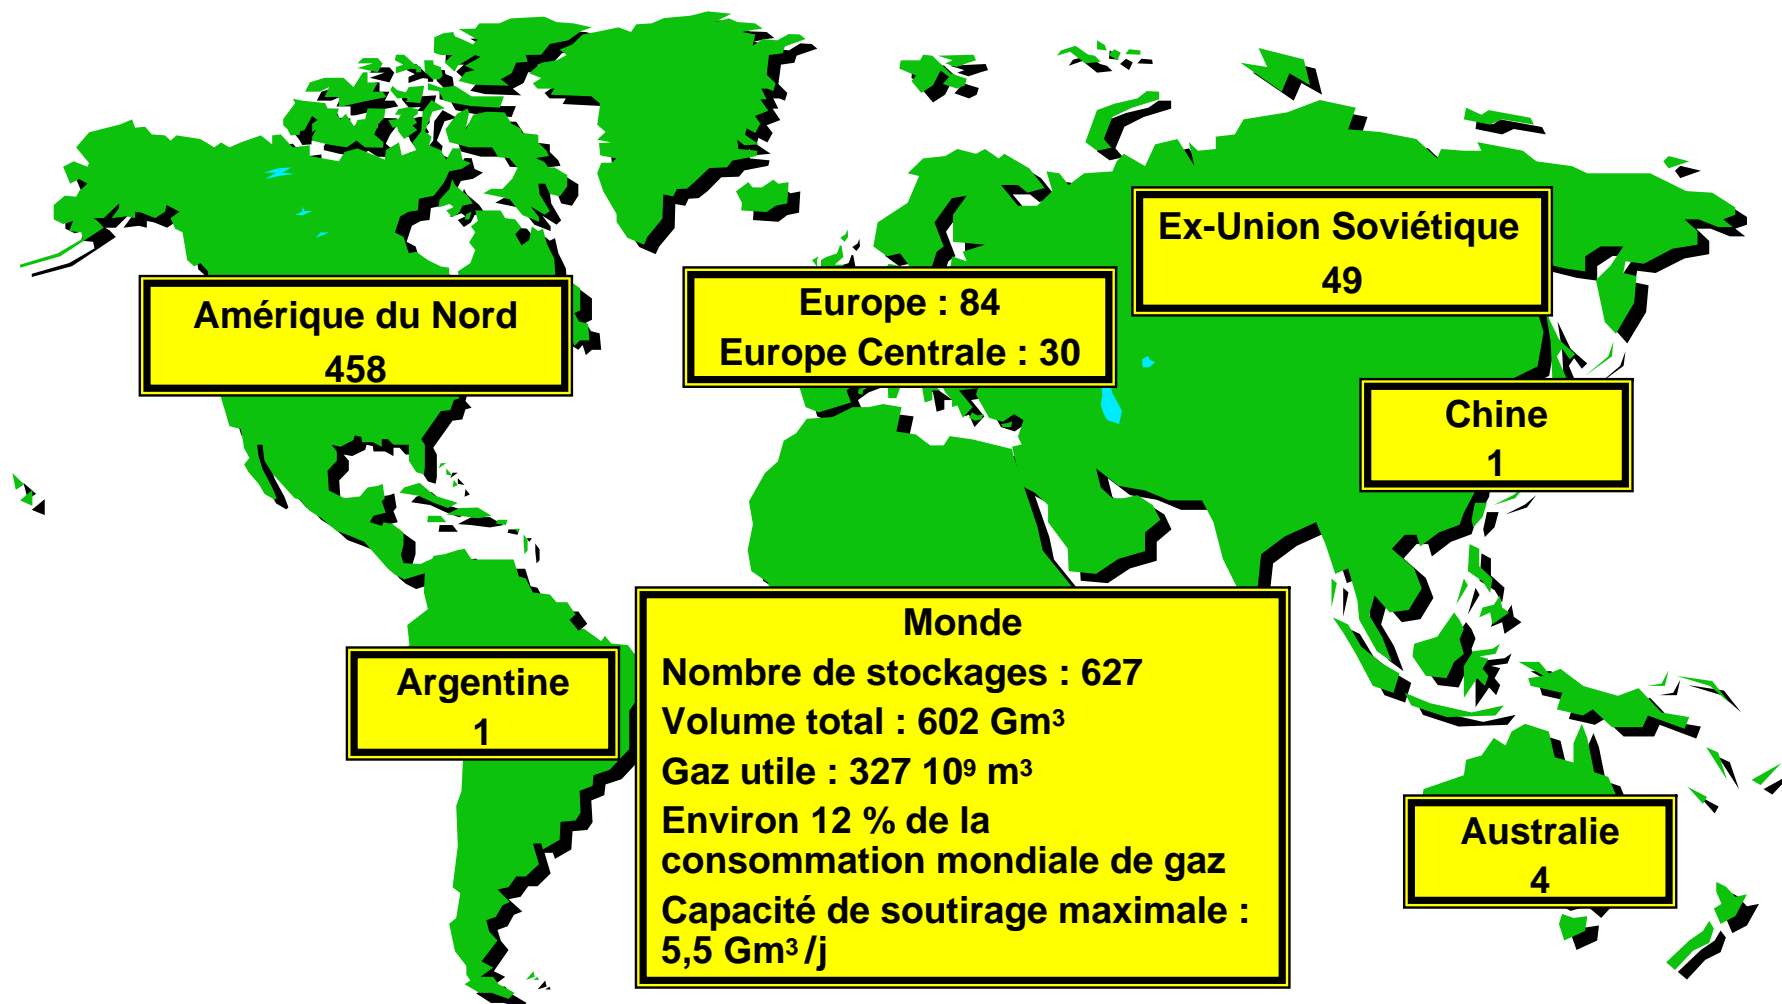 Ex-Union Soviétique
49
Amérique du Nord
458
Europe : 84
Europe Centrale : 30
Chine
1
Monde
Nombre de stockages : 627
Volume total : 602 Gm³
Gaz utile : 327 10⁹ m³
Environ 12 % de la
consommation mondiale de gaz
Capacité de soutirage maximale :
5,5 Gm³ /j
Argentine
1
Australie
4